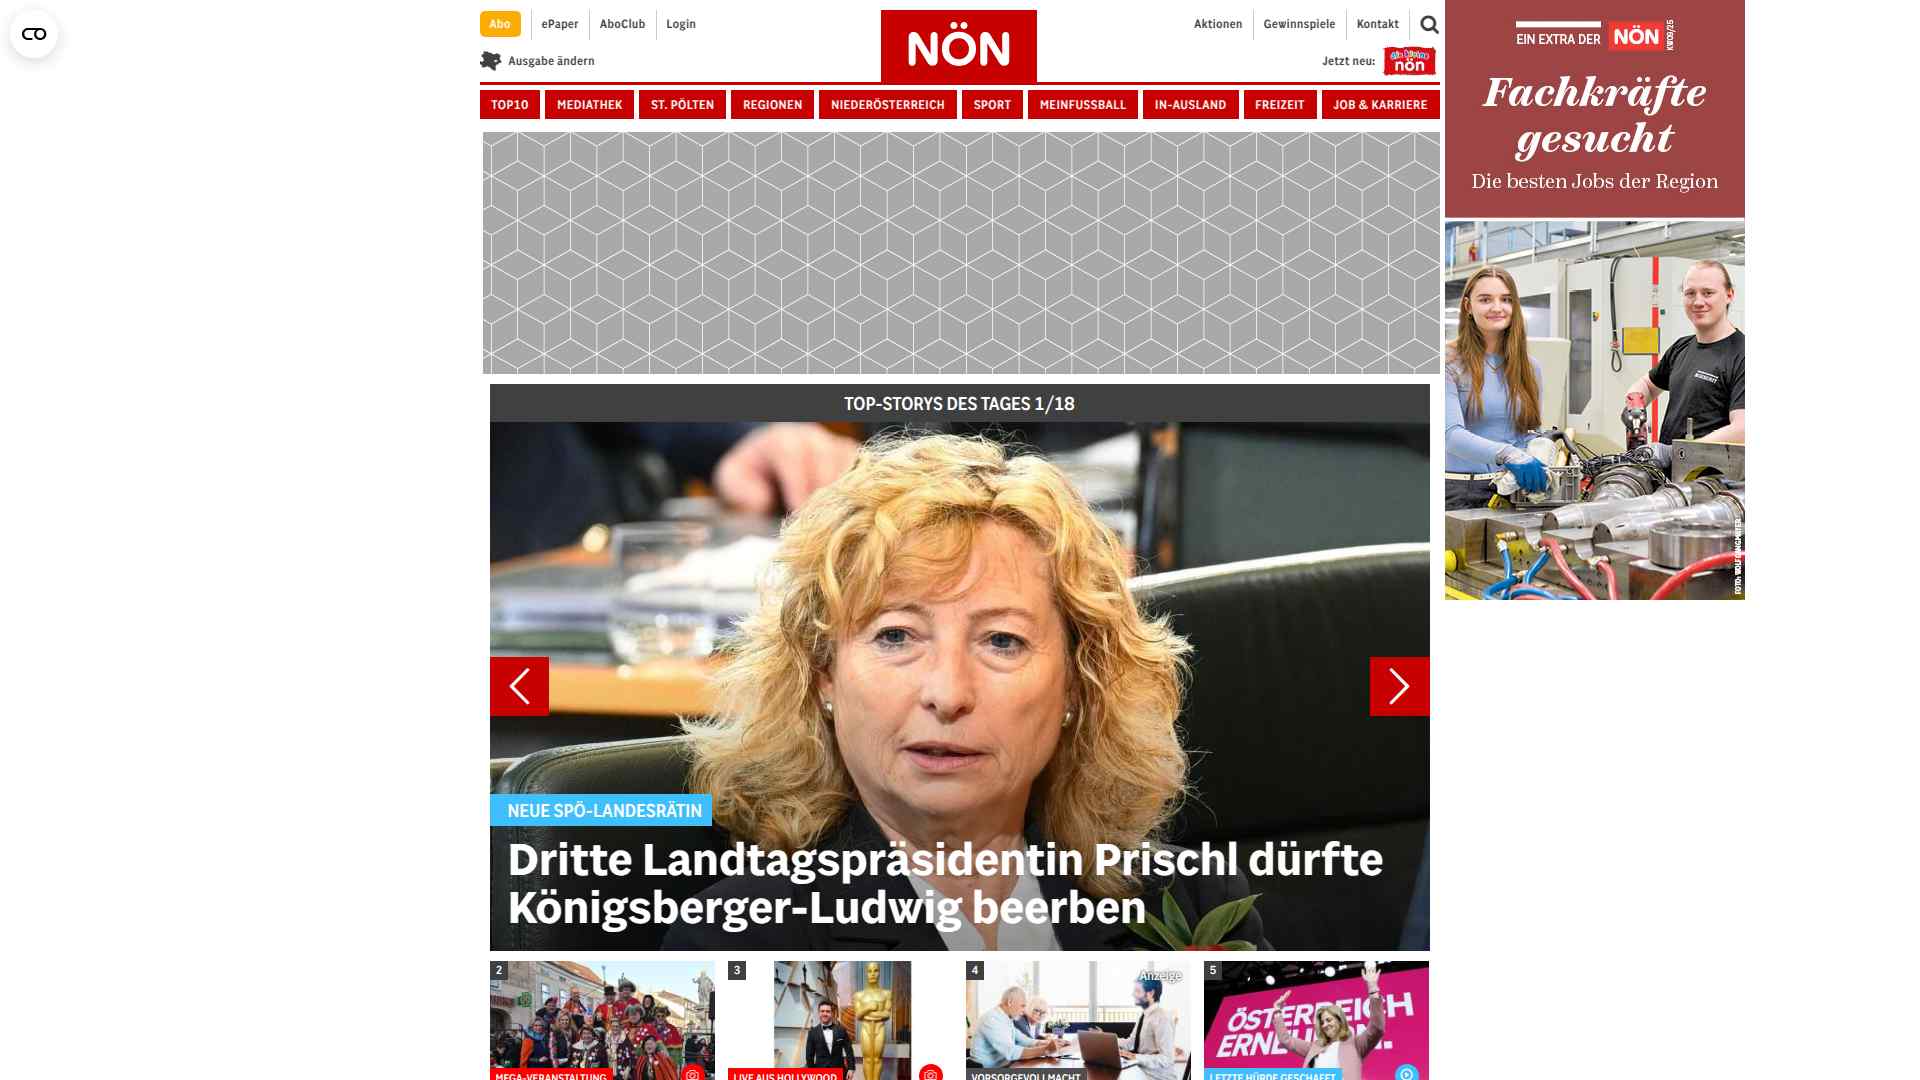 Abo
ePaper
AboClub
Login
Aktionen
Gewinnspiele
Kontakt
NÖN
Ausgabe ändern
Jetzt neu:
die kleine
nön
TOP10
MEDIATHEK
ST. PÖLTEN
REGIONEN
NIEDERÖSTERREICH
SPORT
MEINFUSSBALL
IN-AUSLAND
FREIZEIT
JOB & KARRIERE
EIN EXTRA DER NÖN
KW09/25
Fachkräfte
gesucht
Die besten Jobs der Region
TOP-STORYS DES TAGES 1/18
NEUE SPÖ-LANDESRÄTIN
Dritte Landtagspräsidentin Prischl dürfte
Königsberger-Ludwig beerben
2
3
4
Anzeige
5
ÖSTERREICH
ERNEUERN.
MEGA-VERANSTALTUNG
LIVE AUS HOLLYWOOD
VORSORGEVOLLMACHT
LETZTE HÜRDE GESCHAFFT